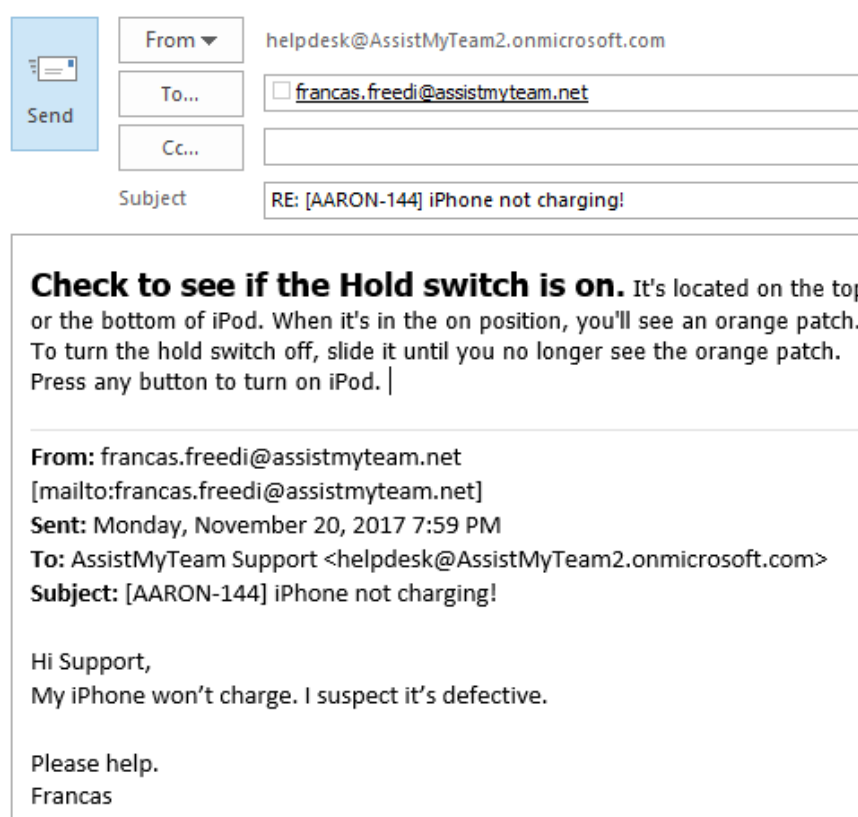 From
helpdesk@AssistMyTeam2.onmicrosoft.com
Send
To...
francas.freedi@assistmyteam.net
Cc...
Subject
RE: [AARON-144] iPhone not charging!
Check to see if the Hold switch is on. It's located on the top
or the bottom of iPod. When it's in the on position, you'll see an orange patch.
To turn the hold switch off, slide it until you no longer see the orange patch.
Press any button to turn on iPod.
From: francas.freedi@assistmyteam.net
[mailto:francas.freedi@assistmyteam.net]
Sent: Monday, November 20, 2017 7:59 PM
To: AssistMyTeam Support <helpdesk@AssistMyTeam2.onmicrosoft.com>
Subject: [AARON-144] iPhone not charging!
Hi Support,
My iPhone won’t charge. I suspect it’s defective.
Please help.
Francas